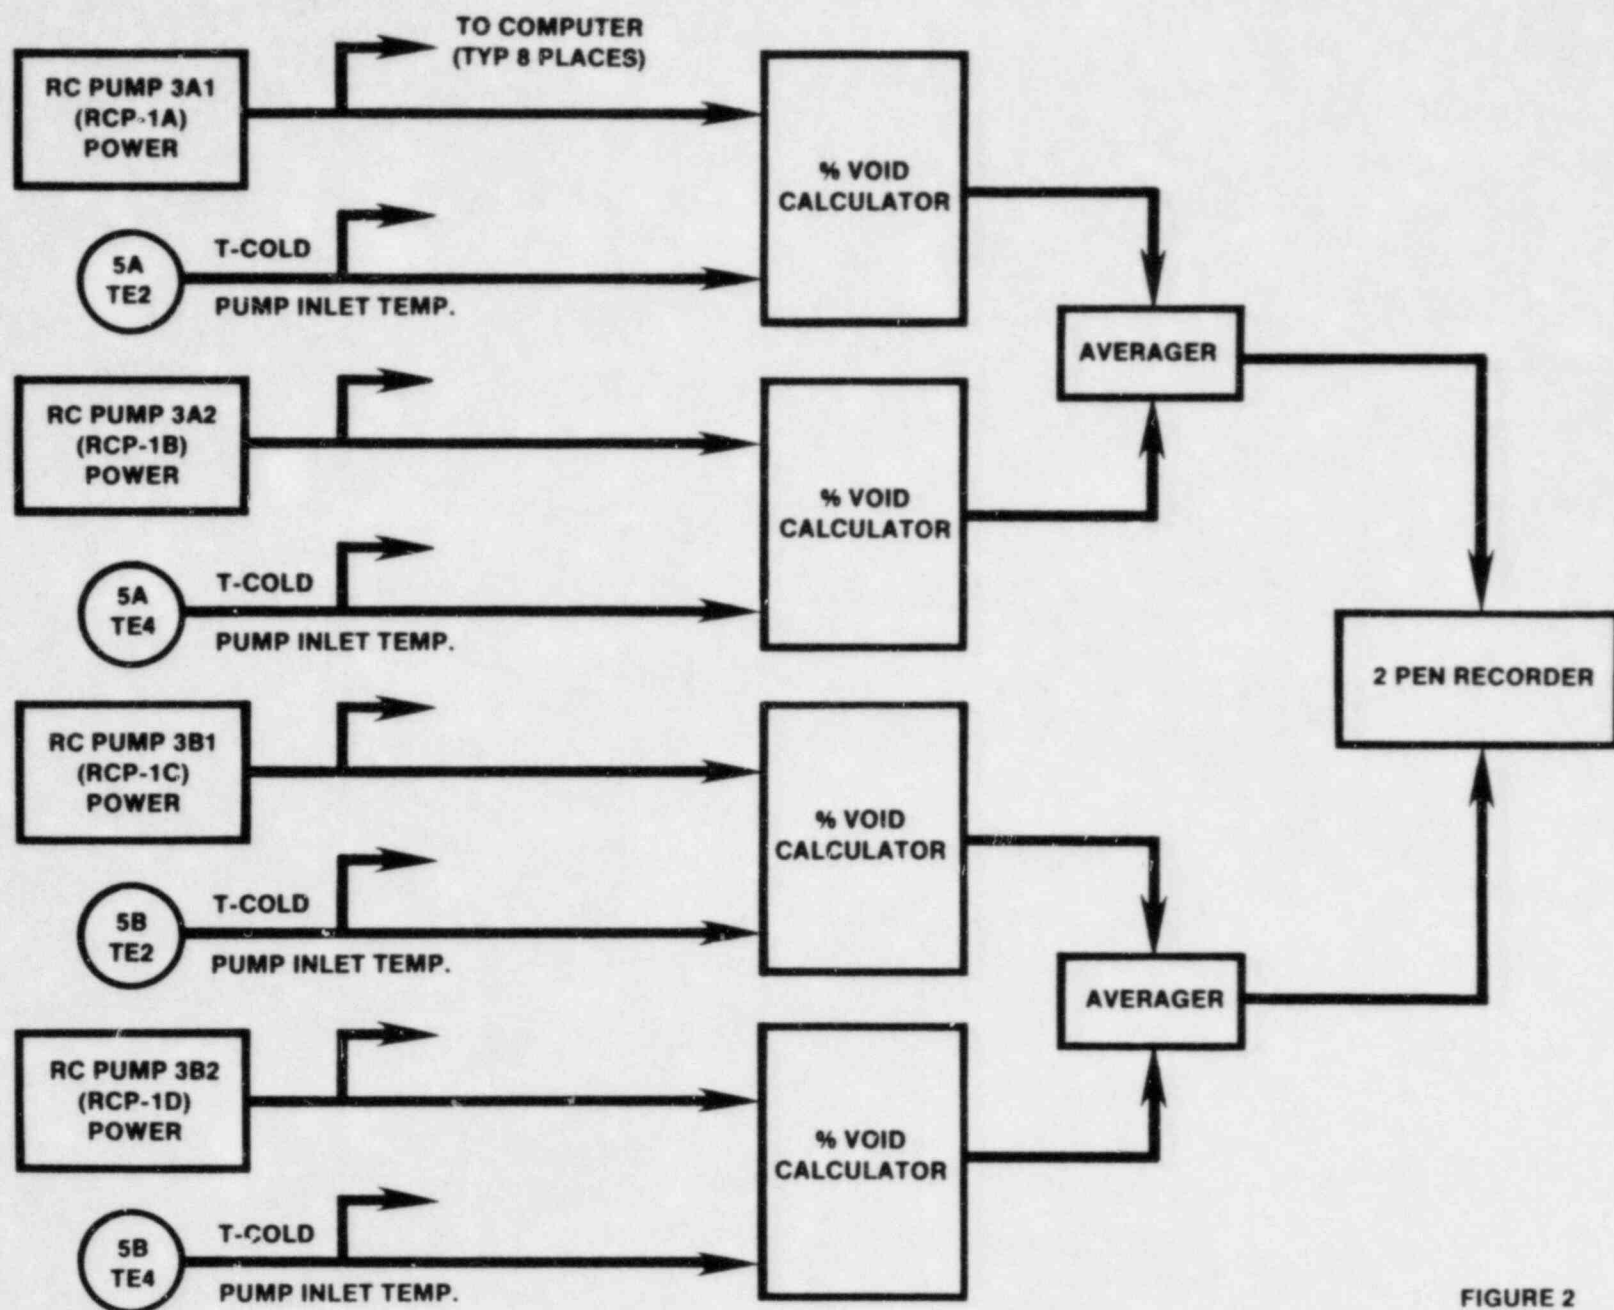 TO COMPUTER
(TYP 8 PLACES)
RC PUMP 3A1
(RCP-1A)
POWER
% VOID
CALCULATOR
5A
TE2
T-COLD
PUMP INLET TEMP.
AVERAGER
RC PUMP 3A2
(RCP-1B)
POWER
% VOID
CALCULATOR
5A
TE4
T-COLD
PUMP INLET TEMP.
2 PEN RECORDER
RC PUMP 3B1
(RCP-1C)
POWER
% VOID
CALCULATOR
5B
TE2
T-COLD
PUMP INLET TEMP.
AVERAGER
RC PUMP 3B2
(RCP-1D)
POWER
% VOID
CALCULATOR
5B
TE4
T-COLD
PUMP INLET TEMP.
FIGURE 2